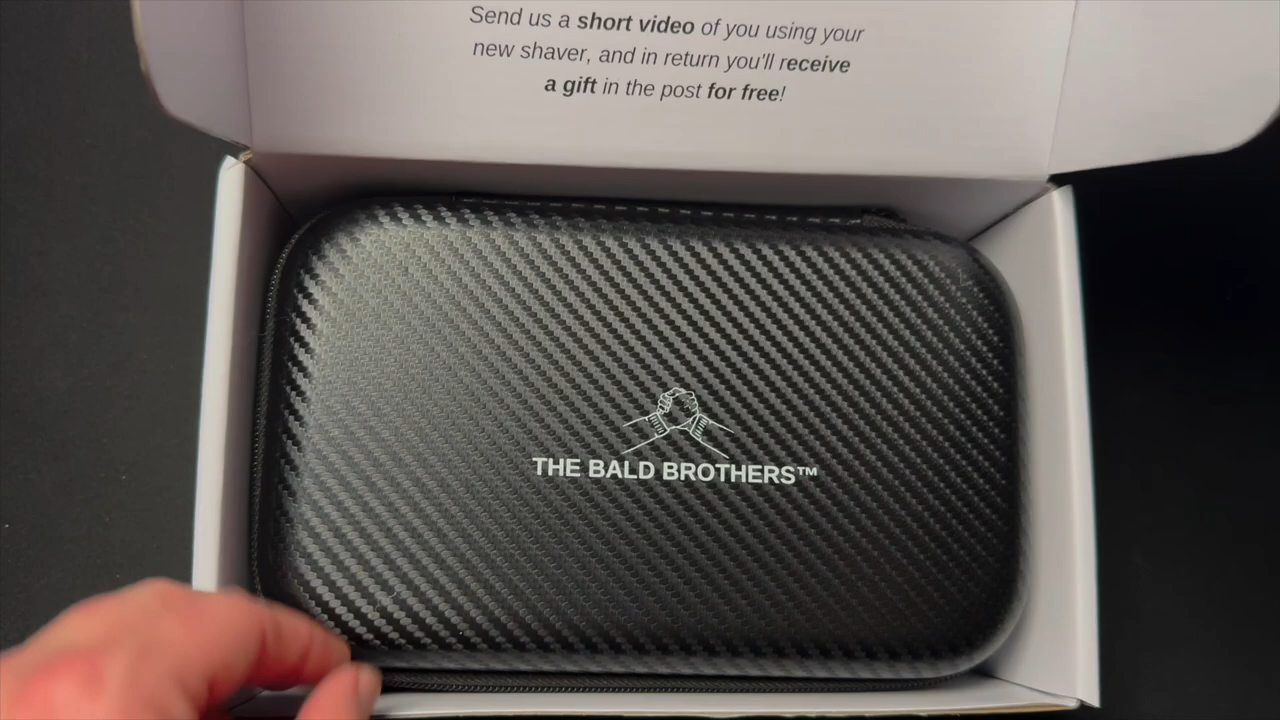 Send us a short video of you using your
new shaver, and in return you'll receive
a gift in the post for free!
THE BALD BROTHERS™